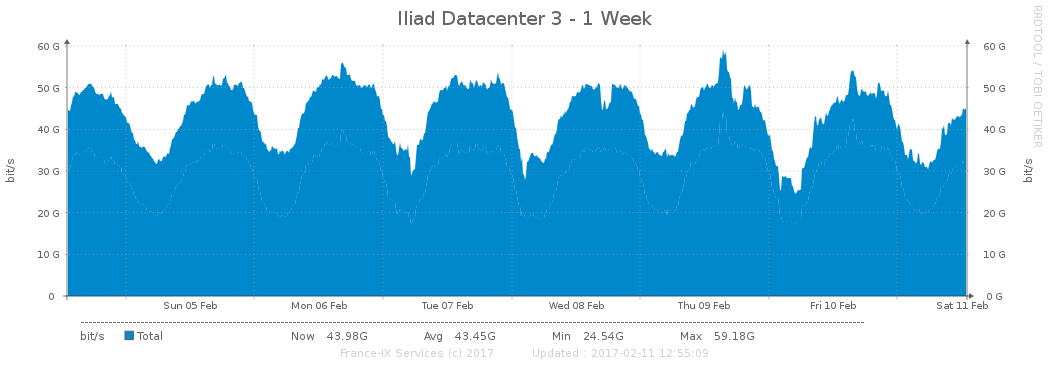 Iliad Datacenter 3 - 1 Week
RRDTOOL / TOBI OETIKER
60 G 60 G
50 G 50 G
40 G 40 G
30 G 30 G
20 G 20 G
10 G 10 G
0 0 G
bit/s bit/s
Sun 05 Feb Mon 06 Feb Tue 07 Feb Wed 08 Feb Thu 09 Feb Fri 10 Feb Sat 11 Feb
bit/s Total Now 43.98G Avg 43.45G Min 24.54G Max 59.18G
France-IX Services (c) 2017 Updated : 2017-02-11 12:55:09